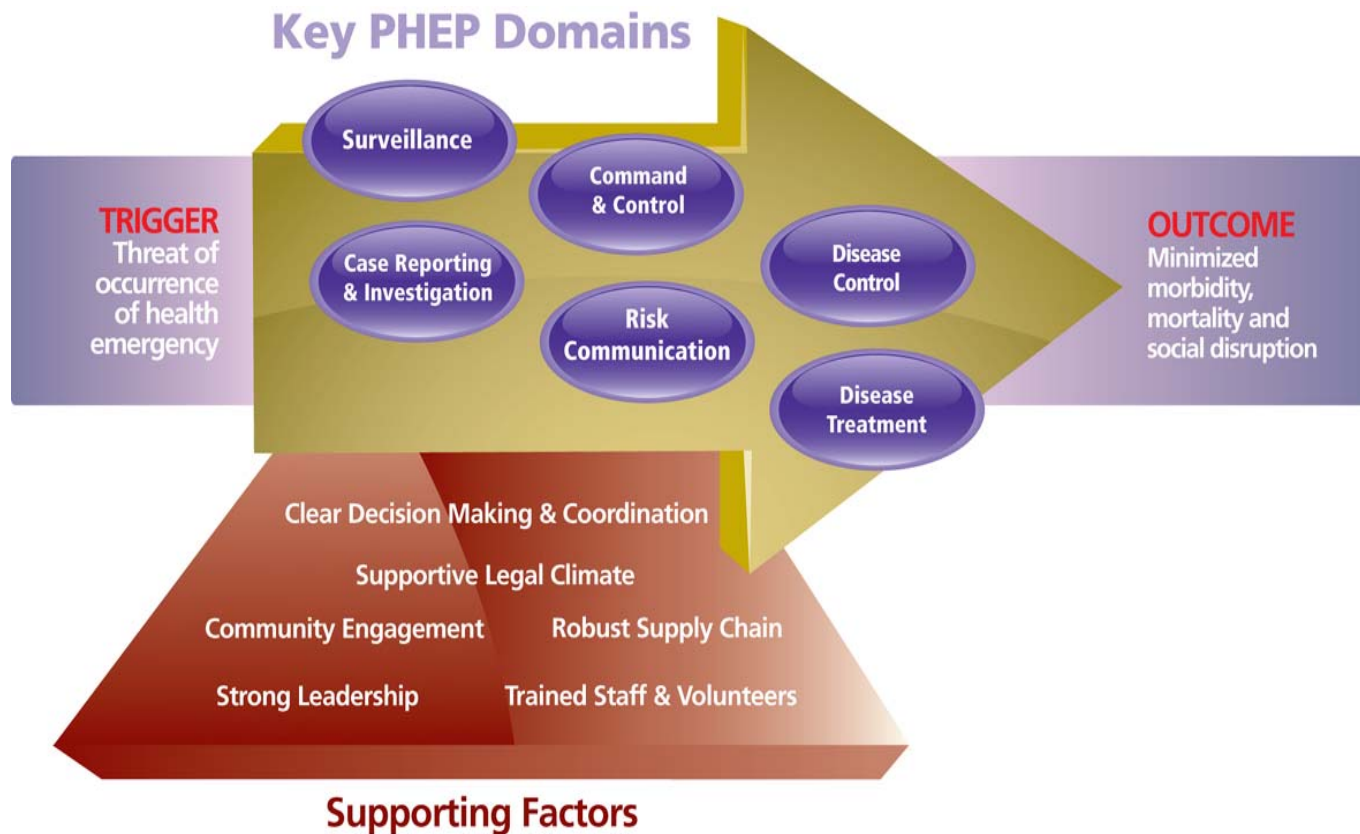 Key PHEP Domains
Surveillance
Command
& Control
TRIGGER
Threat of
occurrence
of health
emergency
Case Reporting
& Investigation
Disease
Control
OUTCOME
Minimized
morbidity,
mortality and
social disruption
Risk
Communication
Disease
Treatment
Clear Decision Making & Coordination
Supportive Legal Climate
Community Engagement
Robust Supply Chain
Strong Leadership
Trained Staff & Volunteers
Supporting Factors